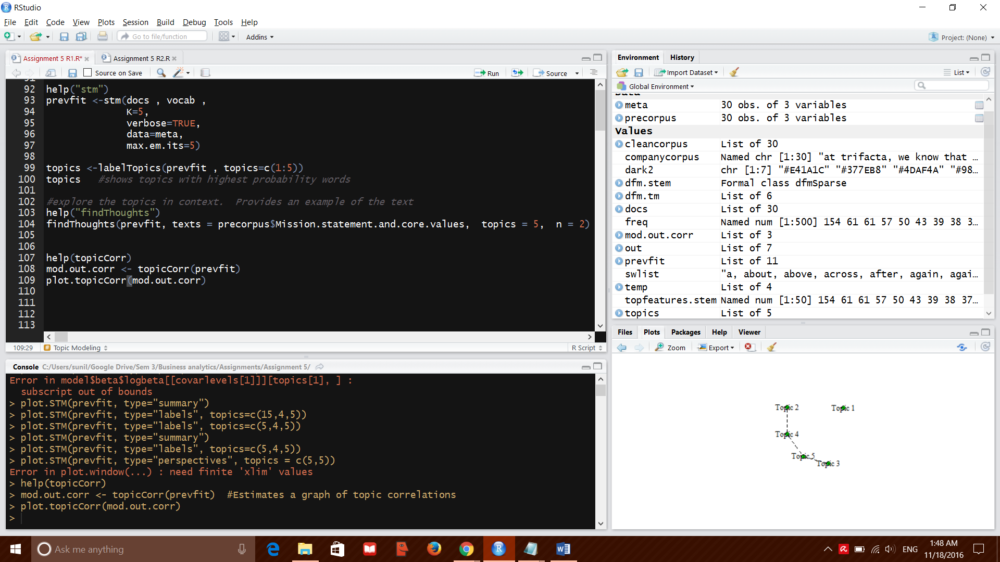 RStudio
File Edit Code View Plots Session Build Debug Tools Help
Go to file/function Addins Project: (None)
Assignment 5 R1.R* Assignment 5 R2.R
Source on Save Run Source
91
92 help("stm")
93 prevfit <-stm(docs , vocab ,
94 K=5,
95 verbose=TRUE,
96 data=meta,
97 max.em.its=5)
98
99 topics <-labelTopics(prevfit , topics=c(1:5))
100 topics #shows topics with highest probability words
101
102 #explore the topics in context. Provides an example of the text
103 help("findThoughts")
104 findThoughts(prevfit, texts = precorpus$Mission.statement.and.core.values, topics = 5, n = 2)
105
106
107 help(topicCorr)
108 mod.out.corr <- topicCorr(prevfit)
109 plot.topicCorr(mod.out.corr)
110
111
112
113
109:29 Topic Modeling R Script
Console C:/Users/sunil/Google Drive/Sem 3/Business analytics/Assignments/Assignment 5/
Error in model$beta$logbeta[[covarlevels[1]]][topics[1], ] :
subscript out of bounds
> plot.STM(prevfit, type="summary")
> plot.STM(prevfit, type="labels", topics=c(15,4,5))
> plot.STM(prevfit, type="labels", topics=c(5,4,5))
> plot.STM(prevfit, type="summary")
> plot.STM(prevfit, type="labels", topics=c(5,4,5))
> plot.STM(prevfit, type="perspectives", topics = c(5,5))
Error in plot.window(...) : need finite 'xlim' values
> help(topicCorr)
> mod.out.corr <- topicCorr(prevfit) #Estimates a graph of topic correlations
> plot.topicCorr(mod.out.corr)
>
Environment History
Import Dataset List
Global Environment
Data
meta 30 obs. of 3 variables
precorpus 30 obs. of 3 variables
Values
cleancorpus List of 30
companycorpus Named chr [1:30] "at trifacta, we know that …
dark2 chr [1:7] "#E41A1C" "#377EB8" "#4DAF4A" "#98…
dfm.stem Formal class dfmSparse
dfm.tm List of 6
docs List of 30
freq Named num [1:500] 154 61 61 57 50 43 39 38 3…
mod.out.corr List of 3
out List of 7
prevfit List of 11
swlist "a, about, above, across, after, again, agai…
temp List of 4
topfeatures.stem Named num [1:50] 154 61 61 57 50 43 39 38 37…
topics List of 5
Files Plots Packages Help Viewer
Zoom Export
Topic 2 Topic 1
Topic 4
Topic 5
Topic 3
Ask me anything
ENG
1:48 AM
11/18/2016